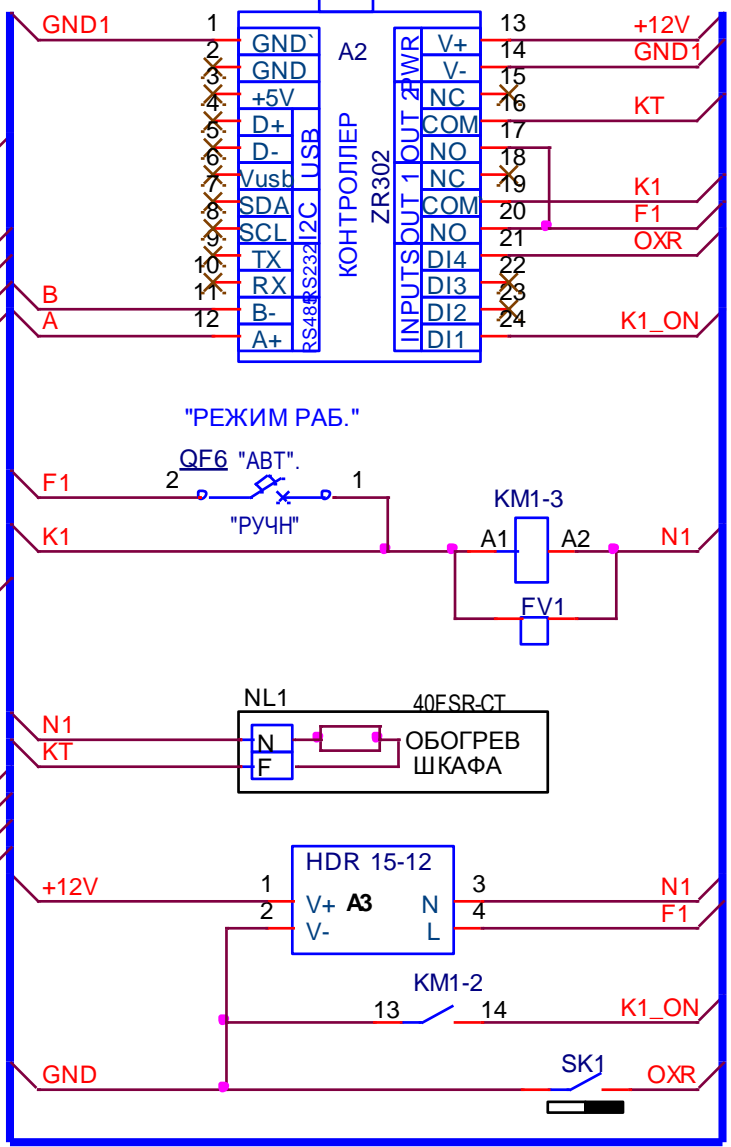 GND1 1 GND` A2 V+ 13 +12V
2 GND V- 14 GND1
3 +5V NC 15
4 D+ COM 16 KT
5 D- NO 17
6 Vusb NC 18
7 SDA COM 19 K1
8 SCL NO 20 F1
9 TX DI4 21 OXR
10 RX DI3 22
B 11 B- DI2 23
A 12 A+ DI1 24 K1_ON
USB
I2C
RS232
RS485
КОНТРОЛЛЕР
ZR302
PWR
OUT 2
OUT 1
INPUTS
"РЕЖИМ РАБ."
QF6 "АВТ".
F1 2 1
"РУЧН"
KM1-3
K1 A1 A2 N1
FV1
NL1 40FSR-CT
N1 N ОБОГРЕВ
KT F ШКАФА
HDR 15-12
+12V 1 V+ A3 N 3 N1
2 V- L 4 F1
KM1-2
13 14 K1_ON
SK1
GND OXR